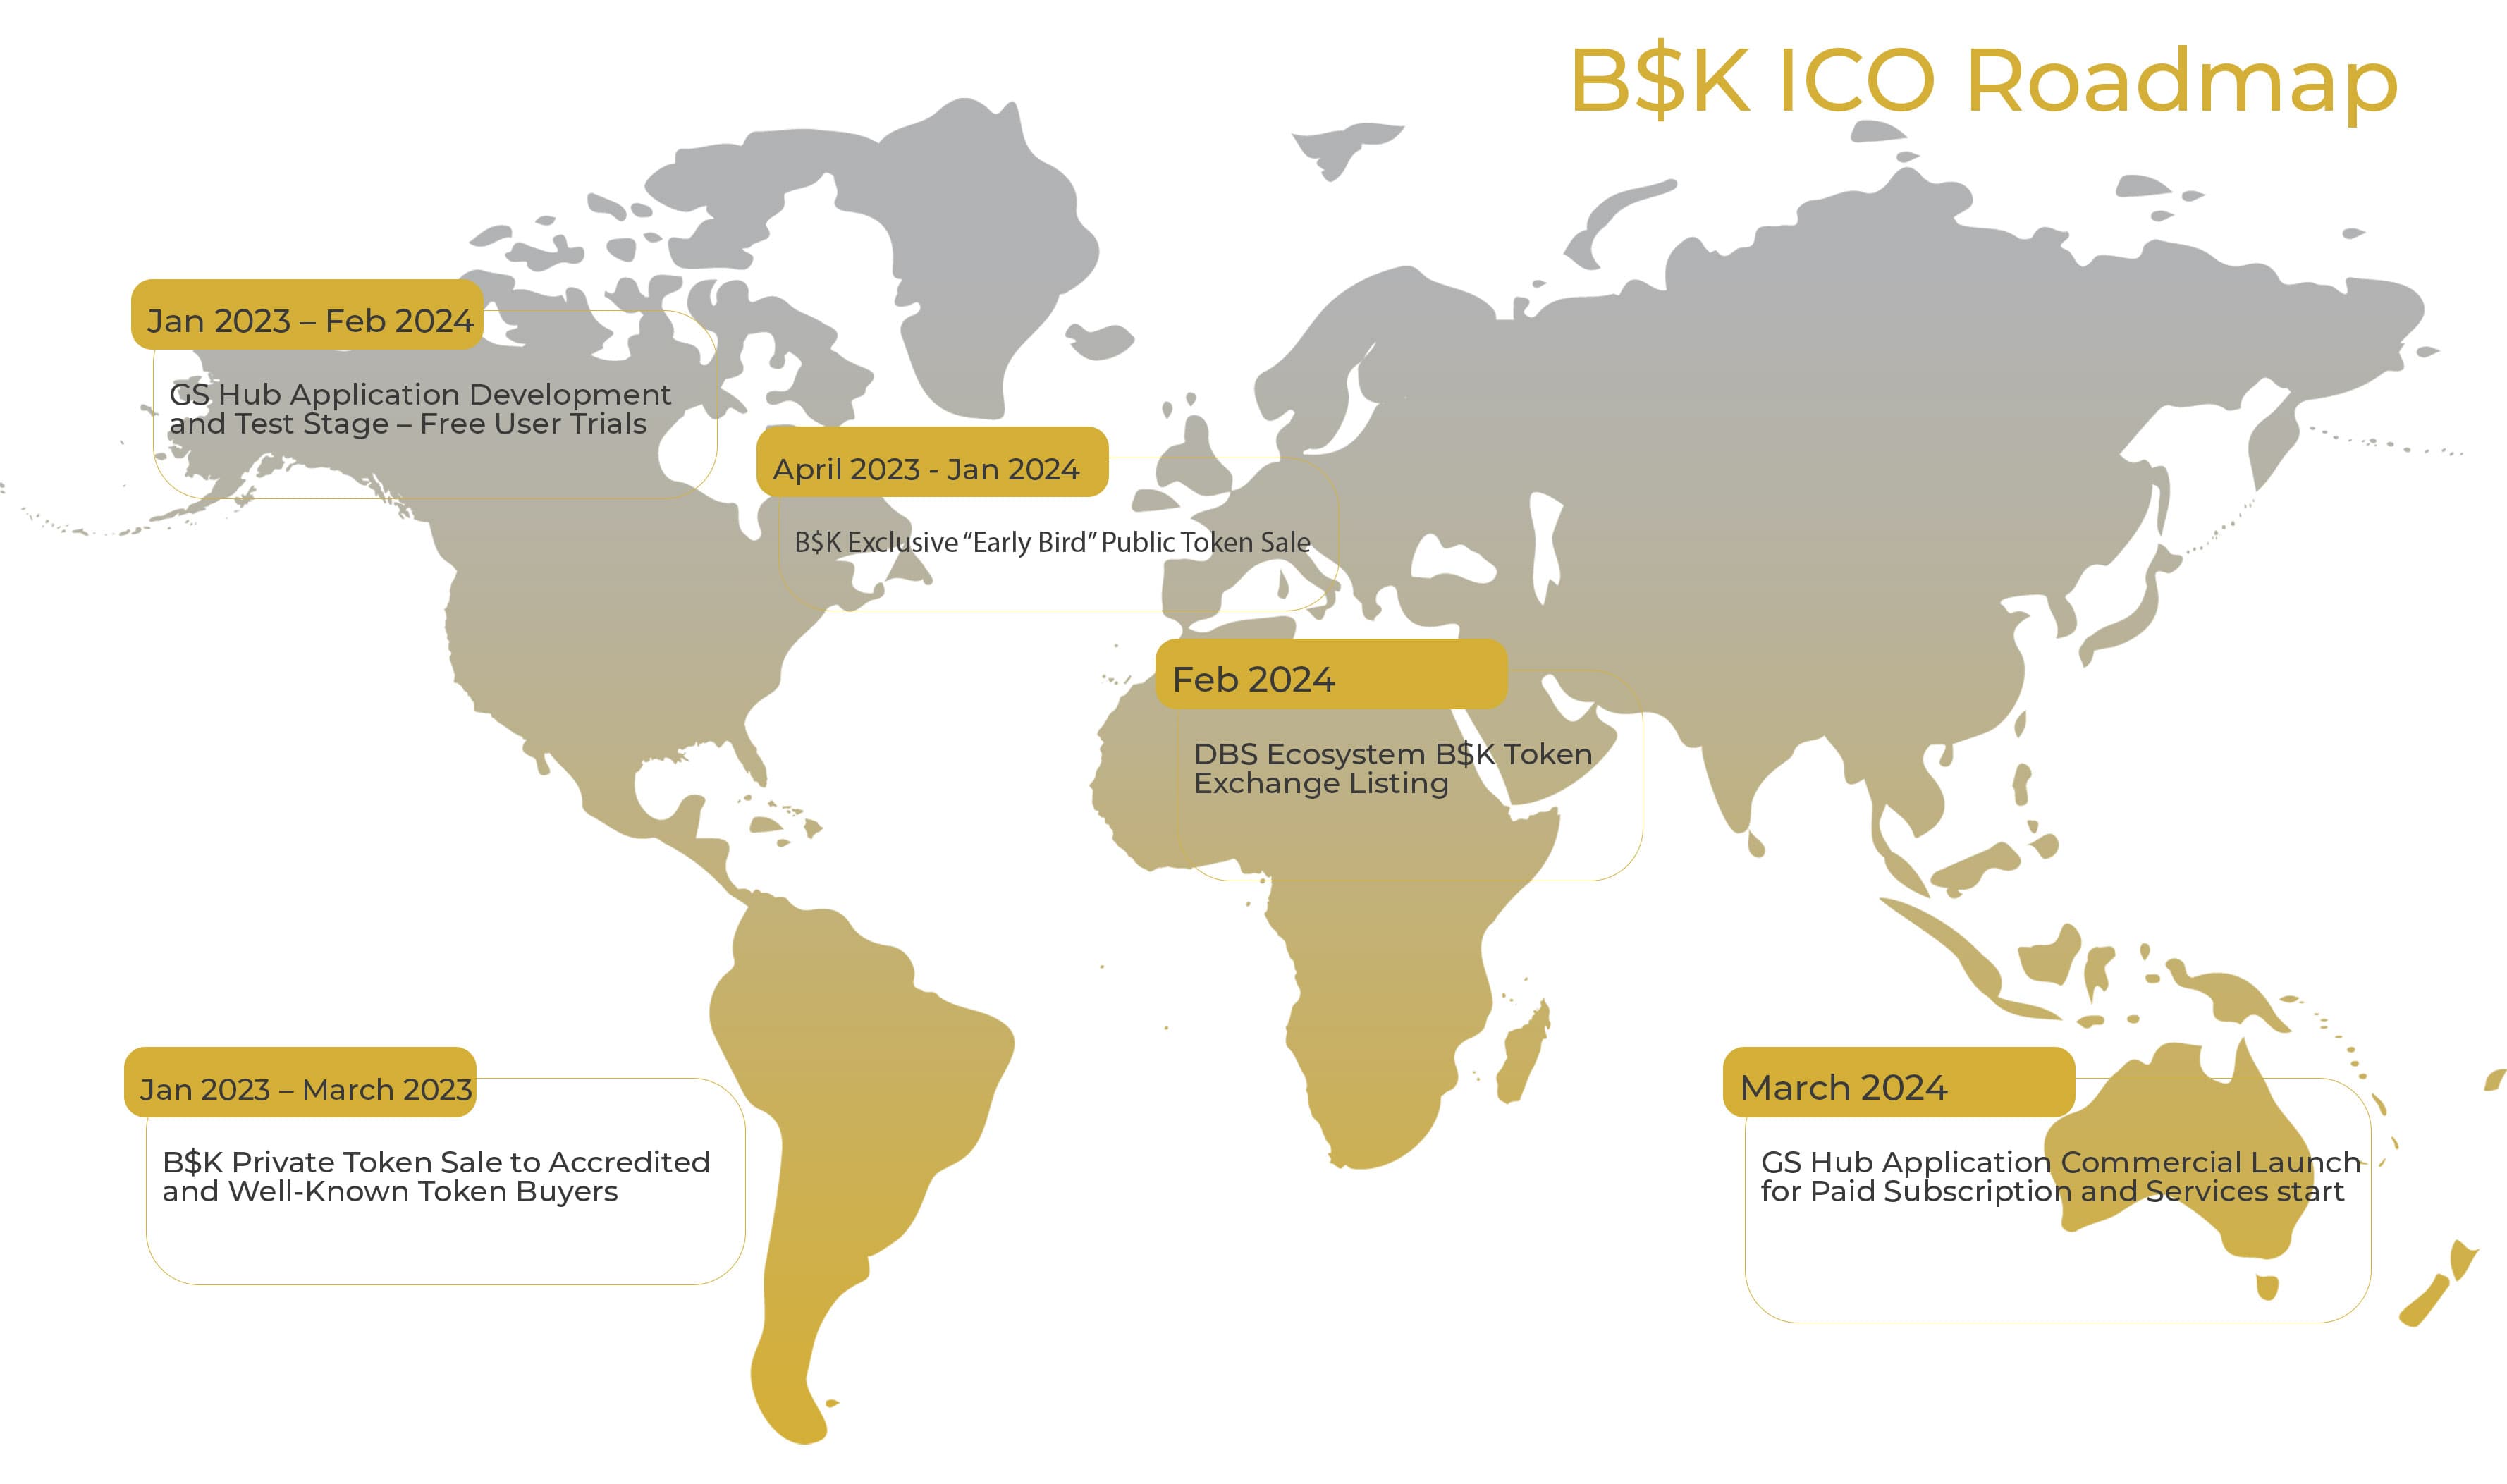 B$K ICO Roadmap
Jan 2023 – Feb 2024
GS Hub Application Development
and Test Stage – Free User Trials
April 2023 - Jan 2024
B$K Exclusive “Early Bird” Public Token Sale
Feb 2024
DBS Ecosystem B$K Token
Exchange Listing
Jan 2023 – March 2023
B$K Private Token Sale to Accredited
and Well-Known Token Buyers
March 2024
GS Hub Application Commercial Launch
for Paid Subscription and Services start